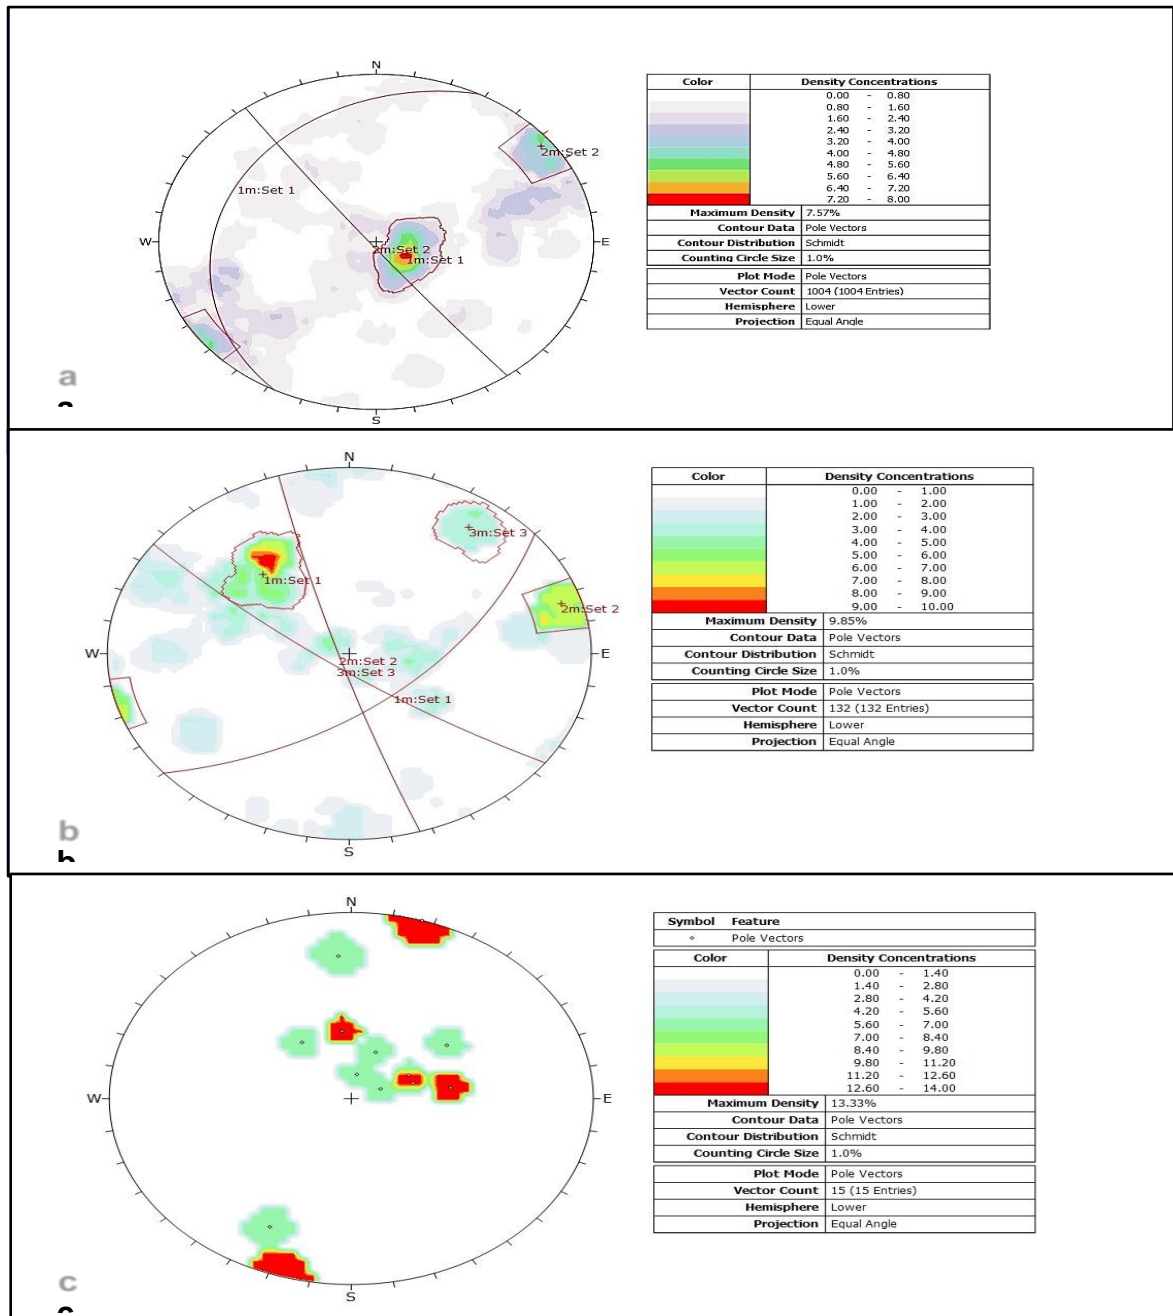 N
2m:Set 2
1m:Set 1
W
E
2m:Set 2
1m:Set 1
S
a
a
Color Density Concentrations
0.00 - 0.80
0.80 - 1.60
1.60 - 2.40
2.40 - 3.20
3.20 - 4.00
4.00 - 4.80
4.80 - 5.60
5.60 - 6.40
6.40 - 7.20
7.20 - 8.00
Maximum Density 7.57%
Contour Data Pole Vectors
Contour Distribution Schmidt
Counting Circle Size 1.0%
Plot Mode Pole Vectors
Vector Count 1004 (1004 Entries)
Hemisphere Lower
Projection Equal Angle
N
3m:Set 3
1m:Set 1
2m:Set 2
W
E
2m:Set 2
3m:Set 3
1m:Set 1
S
b
b
Color Density Concentrations
0.00 - 1.00
1.00 - 2.00
2.00 - 3.00
3.00 - 4.00
4.00 - 5.00
5.00 - 6.00
6.00 - 7.00
7.00 - 8.00
8.00 - 9.00
9.00 - 10.00
Maximum Density 9.85%
Contour Data Pole Vectors
Contour Distribution Schmidt
Counting Circle Size 1.0%
Plot Mode Pole Vectors
Vector Count 132 (132 Entries)
Hemisphere Lower
Projection Equal Angle
N
W
E
S
c
c
Symbol Feature
Pole Vectors
Color Density Concentrations
0.00 - 1.40
1.40 - 2.80
2.80 - 4.20
4.20 - 5.60
5.60 - 7.00
7.00 - 8.40
8.40 - 9.80
9.80 - 11.20
11.20 - 12.60
12.60 - 14.00
Maximum Density 13.33%
Contour Data Pole Vectors
Contour Distribution Schmidt
Counting Circle Size 1.0%
Plot Mode Pole Vectors
Vector Count 15 (15 Entries)
Hemisphere Lower
Projection Equal Angle